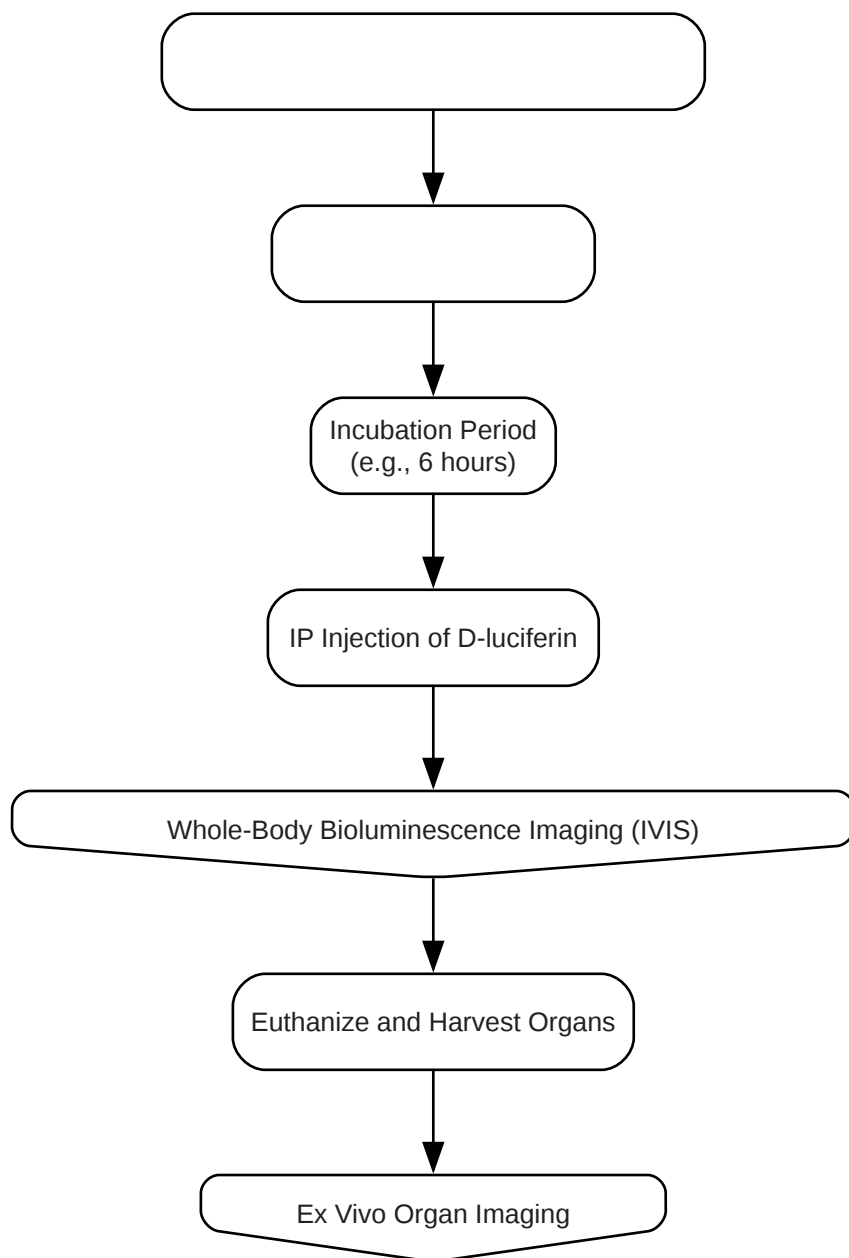 Incubation Period
(e.g., 6 hours)
IP Injection of D-luciferin
Whole-Body Bioluminescence Imaging (IVIS)
Euthanize and Harvest Organs
Ex Vivo Organ Imaging